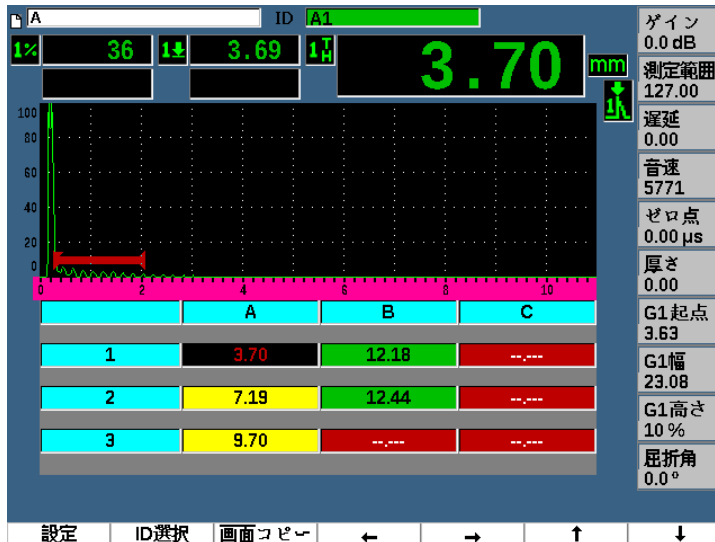 A ID A1
1% 36 1 3.69 1TH 3.70 mm
1
100
80
60
40
20
0
0 2 4 6 8 10
A B C
1 3.70 12.18 --.---
2 7.19 12.44 --.---
3 9.70 --.--- --.---
ゲイン
0.0 dB
測定範囲
127.00
遅延
0.00
音速
5771
ゼロ点
0.00 µs
厚さ
0.00
G1起点
3.63
G1幅
23.08
G1高さ
10 %
屈折角
0.0°
設定 ID選択 画面コピー ← → ↑ ↓